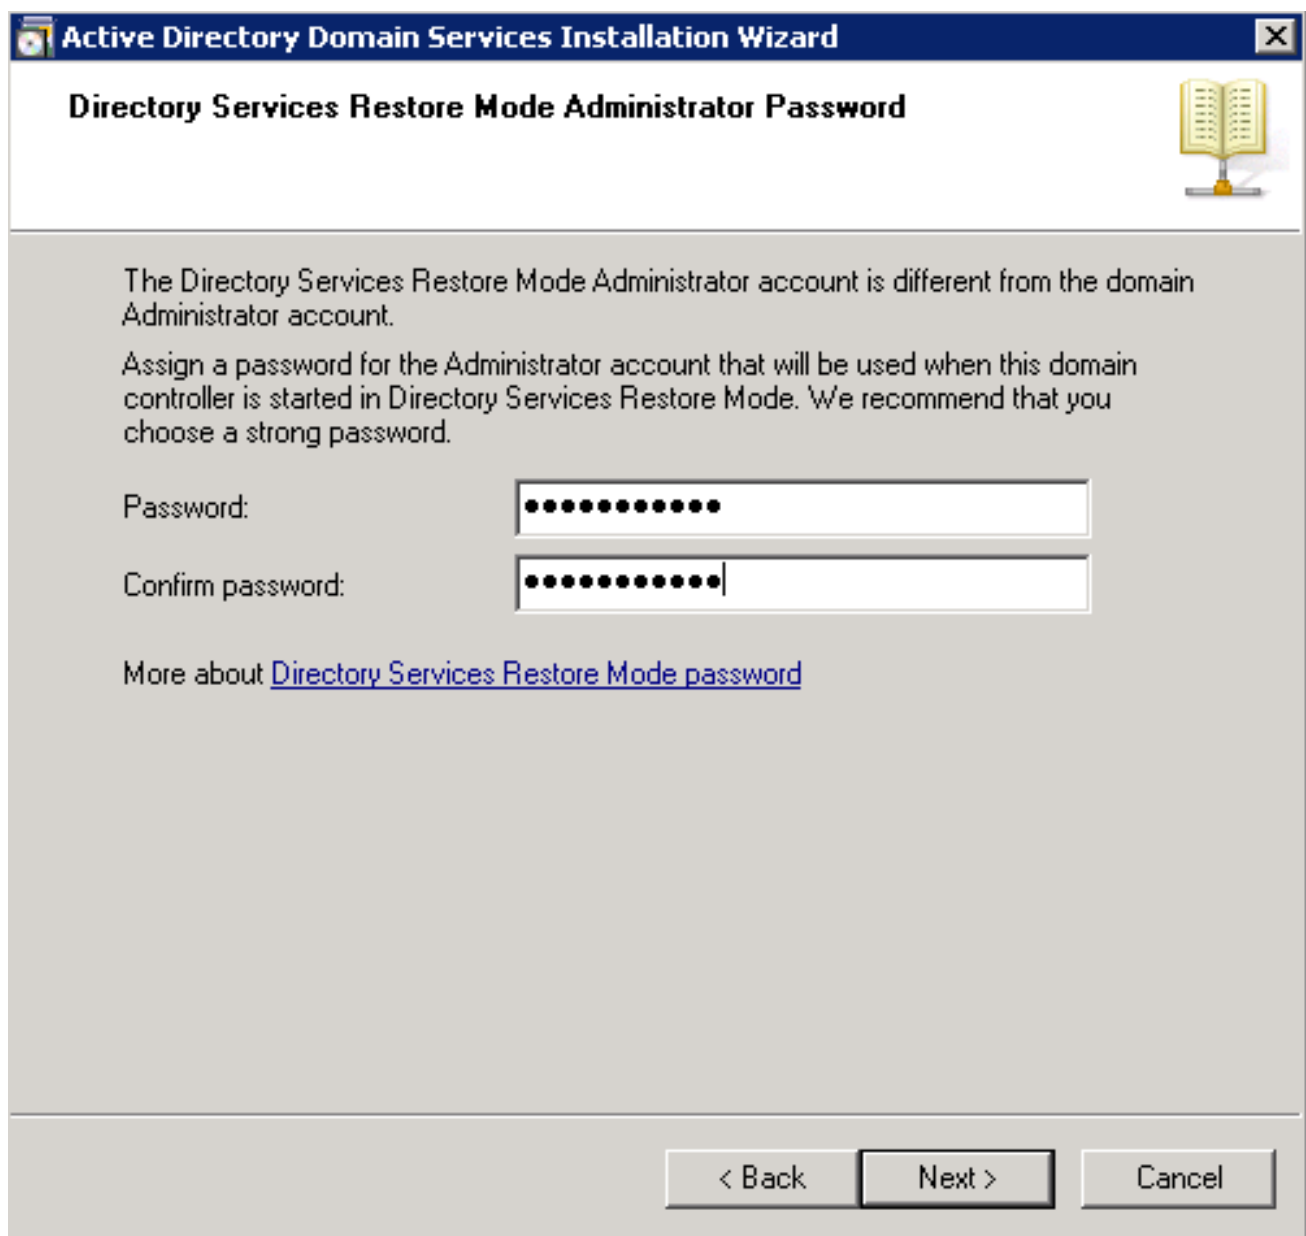 Active Directory Domain Services Installation Wizard
Directory Services Restore Mode Administrator Password
The Directory Services Restore Mode Administrator account is different from the domain
Administrator account.
Assign a password for the Administrator account that will be used when this domain
controller is started in Directory Services Restore Mode. We recommend that you
choose a strong password.
Password: ●●●●●●●●●●●
Confirm password: ●●●●●●●●●●●
More about Directory Services Restore Mode password
< Back Next > Cancel